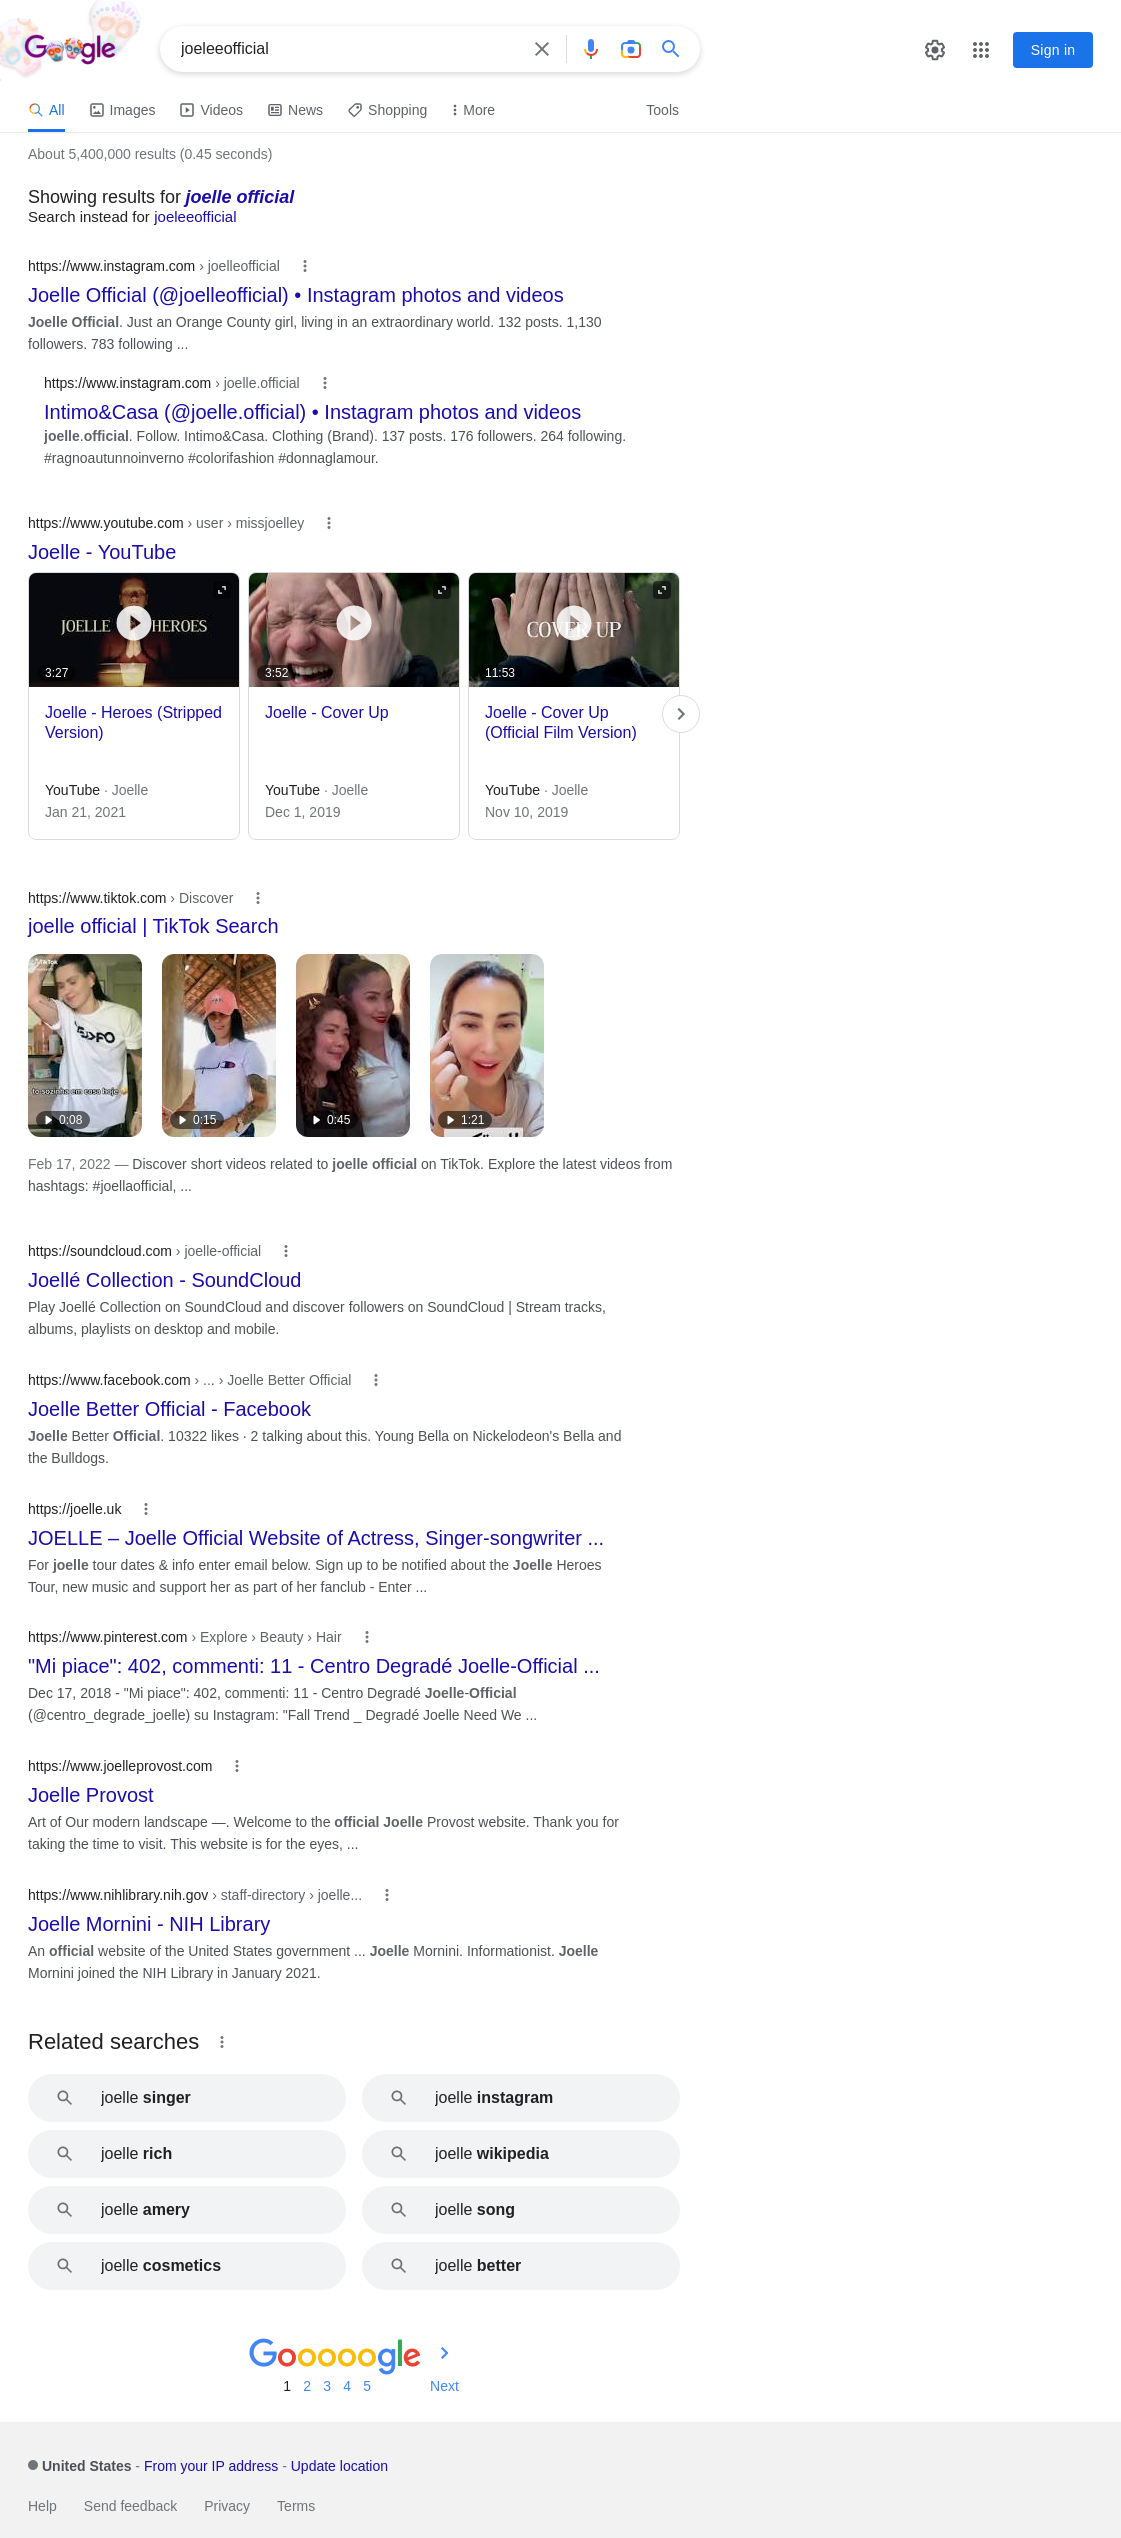 Google
joeleeofficial
Sign in
All
Images
Videos
News
Shopping
More
Tools
About 5,400,000 results (0.45 seconds)
Showing results for joelle official
Search instead for joeleeofficial
https://www.instagram.com › joelleofficial
Joelle Official (@joelleofficial) • Instagram photos and videos
Joelle Official. Just an Orange County girl, living in an extraordinary world. 132 posts. 1,130
followers. 783 following ...
https://www.instagram.com › joelle.official
Intimo&Casa (@joelle.official) • Instagram photos and videos
joelle.official. Follow. Intimo&Casa. Clothing (Brand). 137 posts. 176 followers. 264 following.
#ragnoautunnoinverno #colorifashion #donnaglamour.
https://www.youtube.com › user › missjoelley
Joelle - YouTube
JOELLE HEROES
3:27
3:52
COVER UP
11:53
Joelle - Heroes (Stripped
Version)
YouTube · Joelle
Jan 21, 2021
Joelle - Cover Up
YouTube · Joelle
Dec 1, 2019
Joelle - Cover Up
(Official Film Version)
YouTube · Joelle
Nov 10, 2019
https://www.tiktok.com › Discover
joelle official | TikTok Search
TikTok
to sozinha em casa hoje
0:08
0:15
0:45
1:21
Feb 17, 2022 — Discover short videos related to joelle official on TikTok. Explore the latest videos from
hashtags: #joellaofficial, ...
https://soundcloud.com › joelle-official
Joellé Collection - SoundCloud
Play Joellé Collection on SoundCloud and discover followers on SoundCloud | Stream tracks,
albums, playlists on desktop and mobile.
https://www.facebook.com › ... › Joelle Better Official
Joelle Better Official - Facebook
Joelle Better Official. 10322 likes · 2 talking about this. Young Bella on Nickelodeon's Bella and
the Bulldogs.
https://joelle.uk
JOELLE – Joelle Official Website of Actress, Singer-songwriter ...
For joelle tour dates & info enter email below. Sign up to be notified about the Joelle Heroes
Tour, new music and support her as part of her fanclub - Enter ...
https://www.pinterest.com › Explore › Beauty › Hair
"Mi piace": 402, commenti: 11 - Centro Degradé Joelle-Official ...
Dec 17, 2018 - "Mi piace": 402, commenti: 11 - Centro Degradé Joelle-Official
(@centro_degrade_joelle) su Instagram: "Fall Trend _ Degradé Joelle Need We ...
https://www.joelleprovost.com
Joelle Provost
Art of Our modern landscape —. Welcome to the official Joelle Provost website. Thank you for
taking the time to visit. This website is for the eyes, ...
https://www.nihlibrary.nih.gov › staff-directory › joelle...
Joelle Mornini - NIH Library
An official website of the United States government ... Joelle Mornini. Informationist. Joelle
Mornini joined the NIH Library in January 2021.
Related searches
joelle singer
joelle instagram
joelle rich
joelle wikipedia
joelle amery
joelle song
joelle cosmetics
joelle better
Gooooogle
1 2 3 4 5 Next
United States - From your IP address - Update location
Help Send feedback Privacy Terms